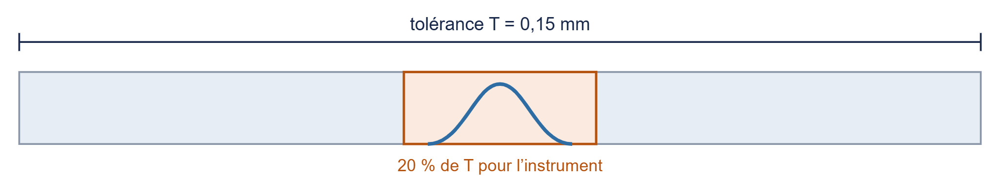 tolérance T = 0,15 mm
20 % de T pour l’instrument